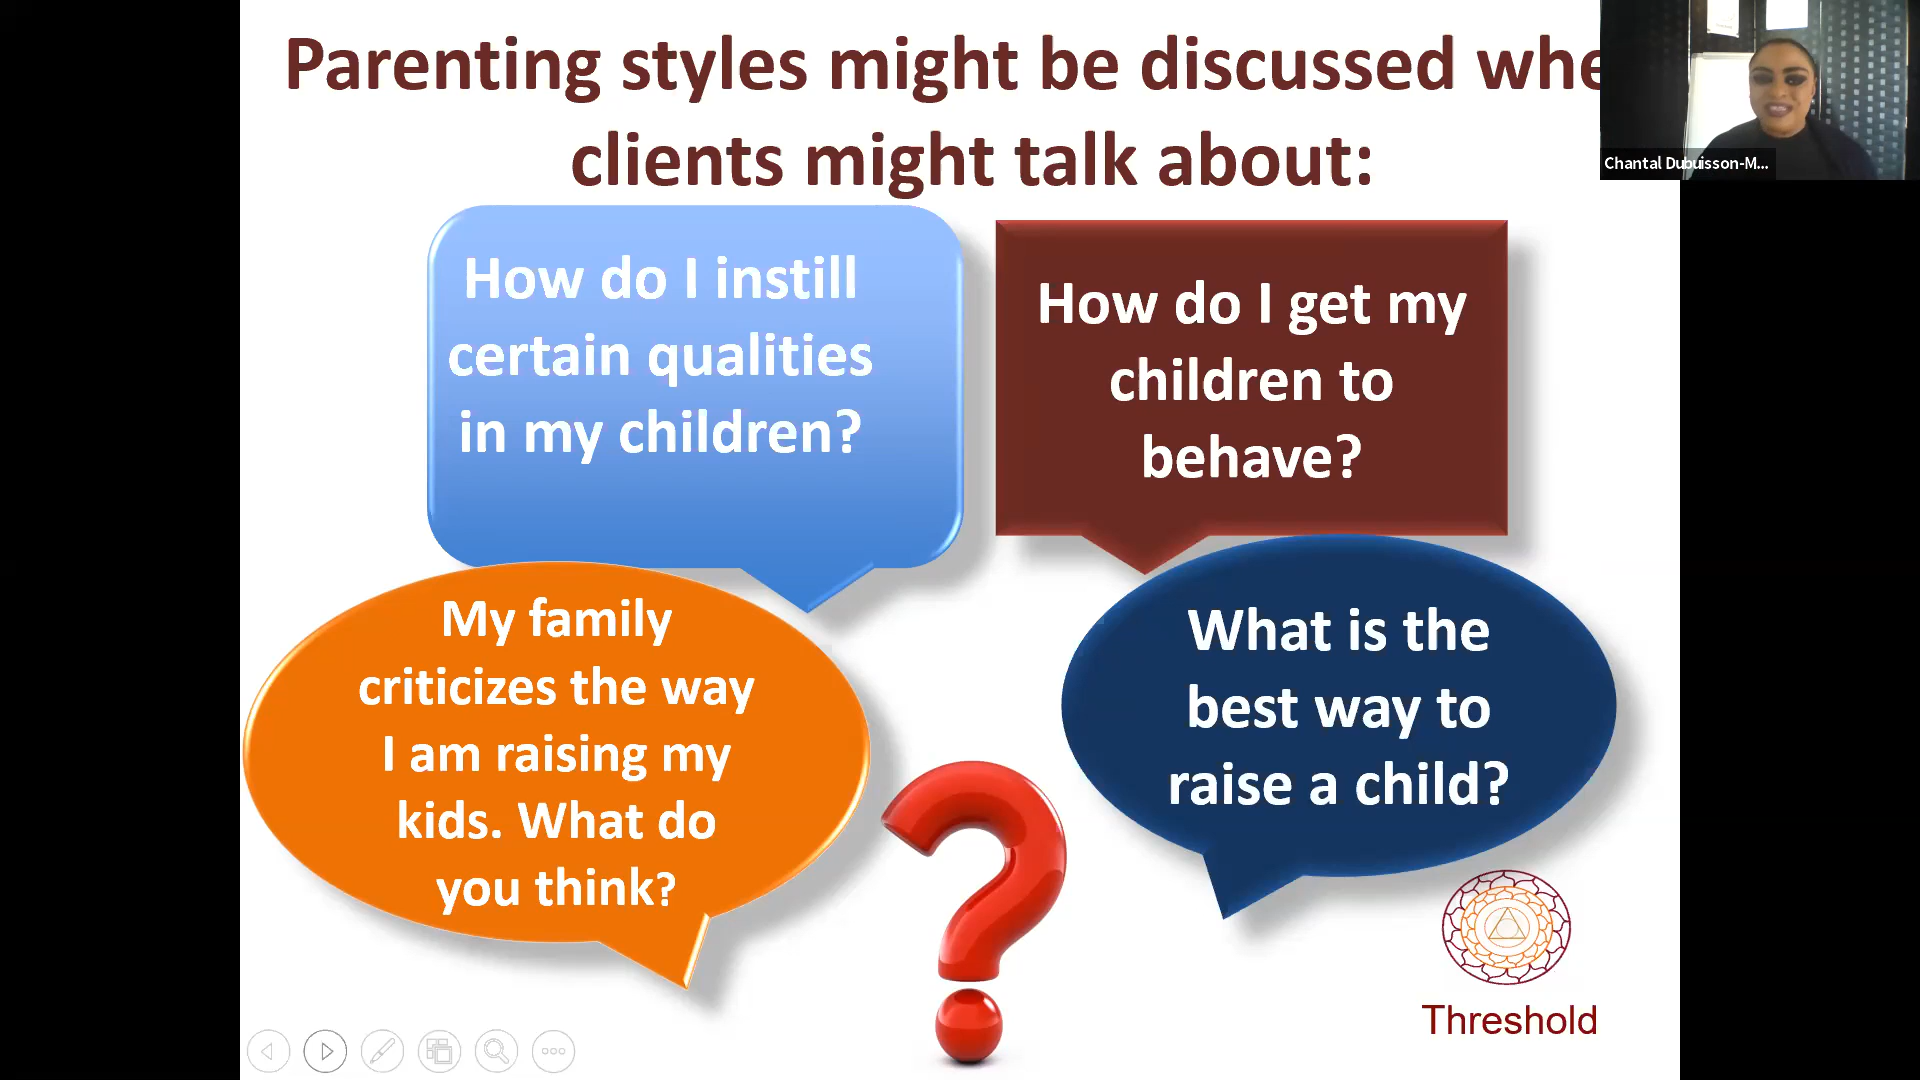 Parenting styles might be discussed whe
clients might talk about:
Chantal Dubuisson-M...
How do I instill
certain qualities
in my children?
How do I get my
children to
behave?
My family
criticizes the way
I am raising my
kids. What do
you think?
What is the
best way to
raise a child?
Threshold